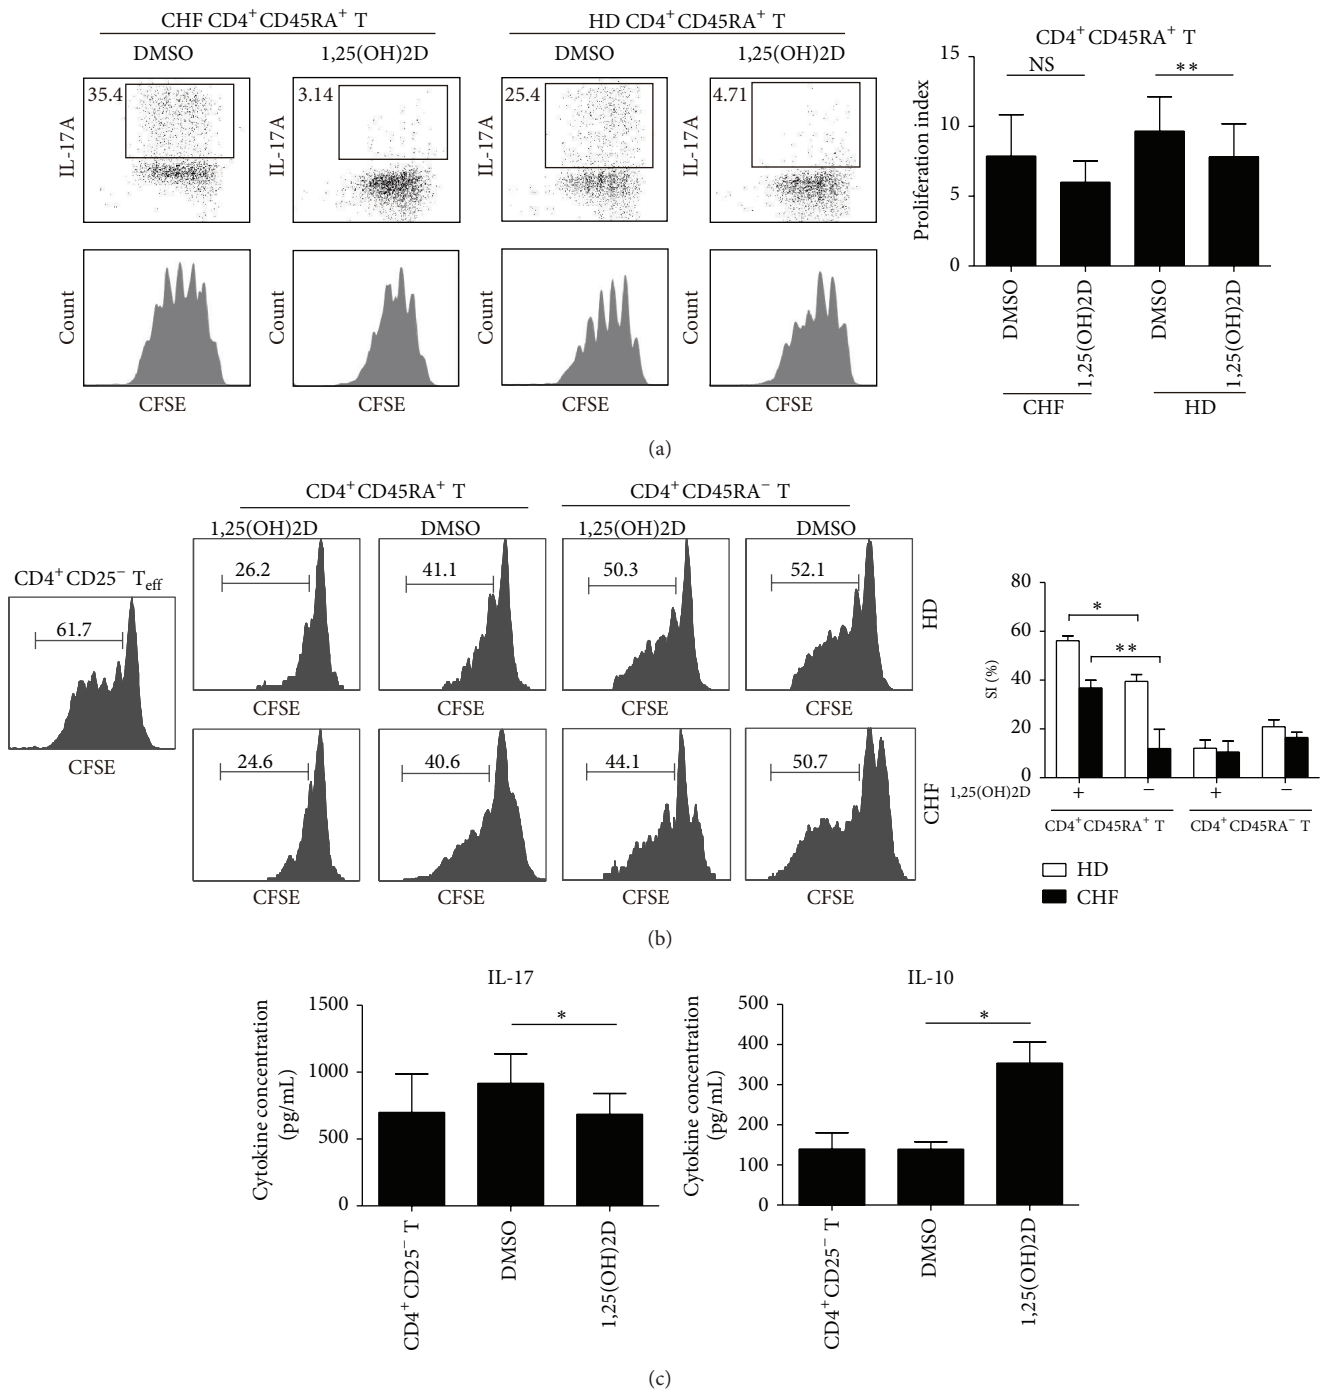 CHF CD4+CD45RA+ T
HD CD4+CD45RA+ T
DMSO
1,25(OH)2D
DMSO
1,25(OH)2D
35.4
3.14
25.4
4.71
IL-17A
IL-17A
IL-17A
IL-17A
Count
Count
Count
Count
CFSE
CFSE
CFSE
CFSE
CD4+CD45RA+ T
15
10
5
0
Proliferation index
NS
**
DMSO
1,25(OH)2D
DMSO
1,25(OH)2D
CHF
HD
(a)
CD4+CD45RA+ T
CD4+CD45RA− T
1,25(OH)2D
DMSO
1,25(OH)2D
DMSO
CD4+CD25− Teff
61.7
CFSE
26.2
41.1
50.3
52.1
HD
CFSE
CFSE
CFSE
CFSE
24.6
40.6
44.1
50.7
CHF
CFSE
CFSE
CFSE
CFSE
80
60
40
20
0
SI (%)
*
**
1,25(OH)2D
+
−
+
−
CD4+CD45RA+ T
CD4+CD45RA− T
HD
CHF
(b)
IL-17
1500
1000
500
0
Cytokine concentration
(pg/mL)
*
CD4+CD25− T
DMSO
1,25(OH)2D
IL-10
500
400
300
200
100
0
Cytokine concentration
(pg/mL)
*
CD4+CD25− T
DMSO
1,25(OH)2D
(c)